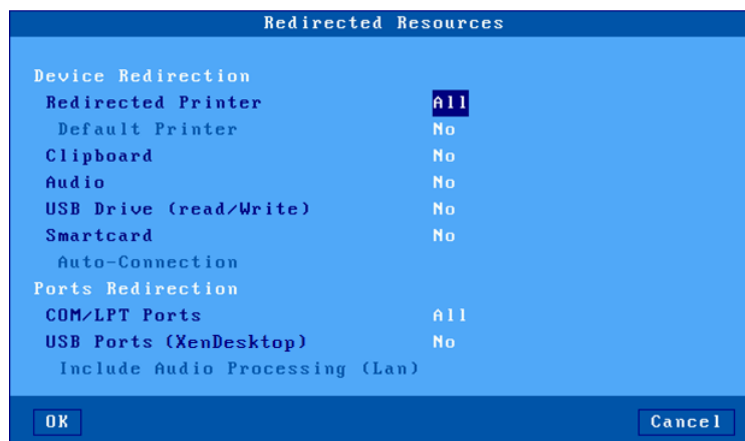 Redirected Resources
Device Redirection
Redirected Printer All
Default Printer No
Clipboard No
Audio No
USB Drive (read/Write) No
Smartcard No
Auto-Connection
Ports Redirection
COM/LPT Ports All
USB Ports (XenDesktop) No
Include Audio Processing (Lan)
OK Cancel